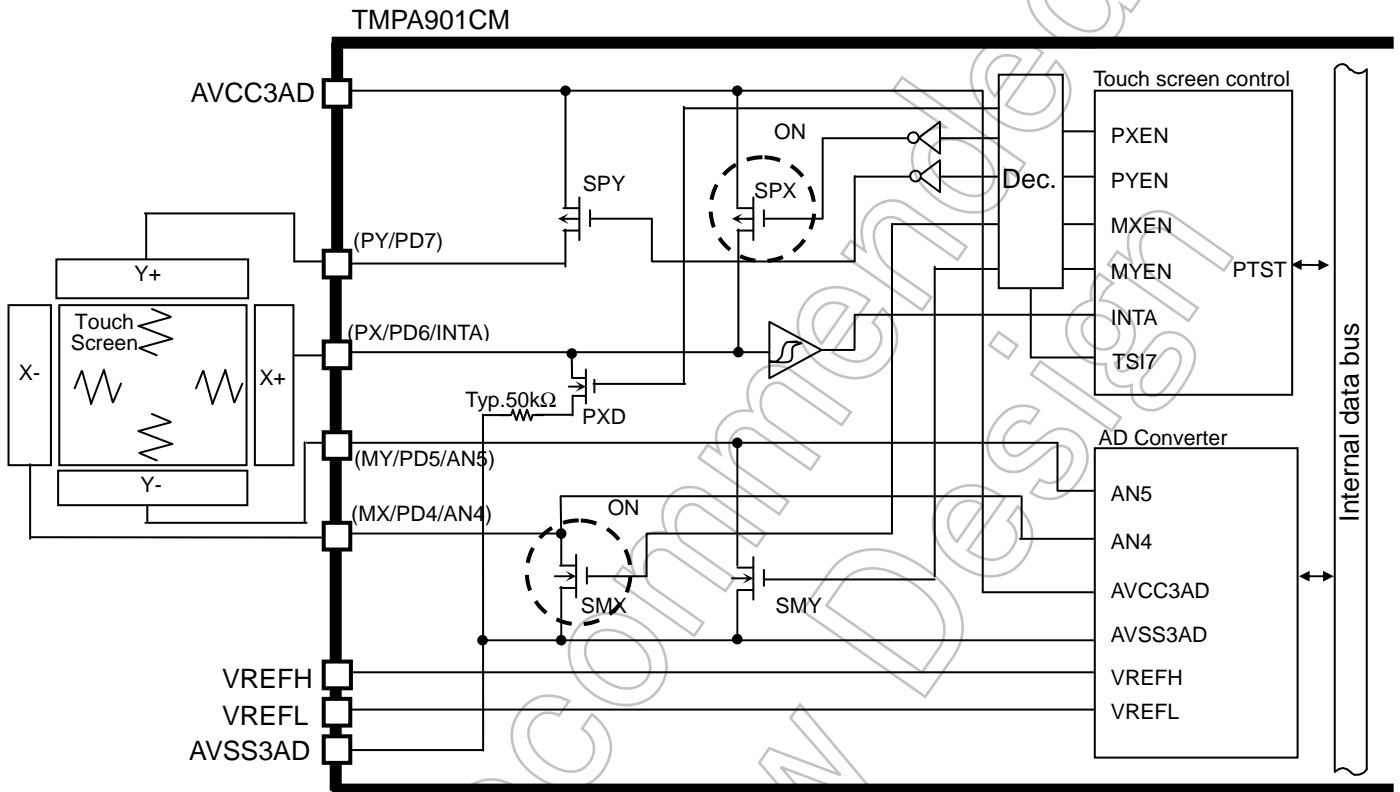 TMPA901CM
AVCC3AD
Touch screen control
ON
PXEN
SPY
SPX
Dec.
PYEN
(PY/PD7)
MXEN
Y+
MYEN
PTST
Touch
Screen
(PX/PD6/INTA)
INTA
X-
X+
TSI7
Typ.50kΩ
PXD
Internal data bus
(MY/PD5/AN5)
AD Converter
Y-
AN5
(MX/PD4/AN4)
ON
AN4
AVCC3AD
SMX
SMY
AVSS3AD
VREFH
VREFH
VREFL
VREFL
AVSS3AD
commended
w Design